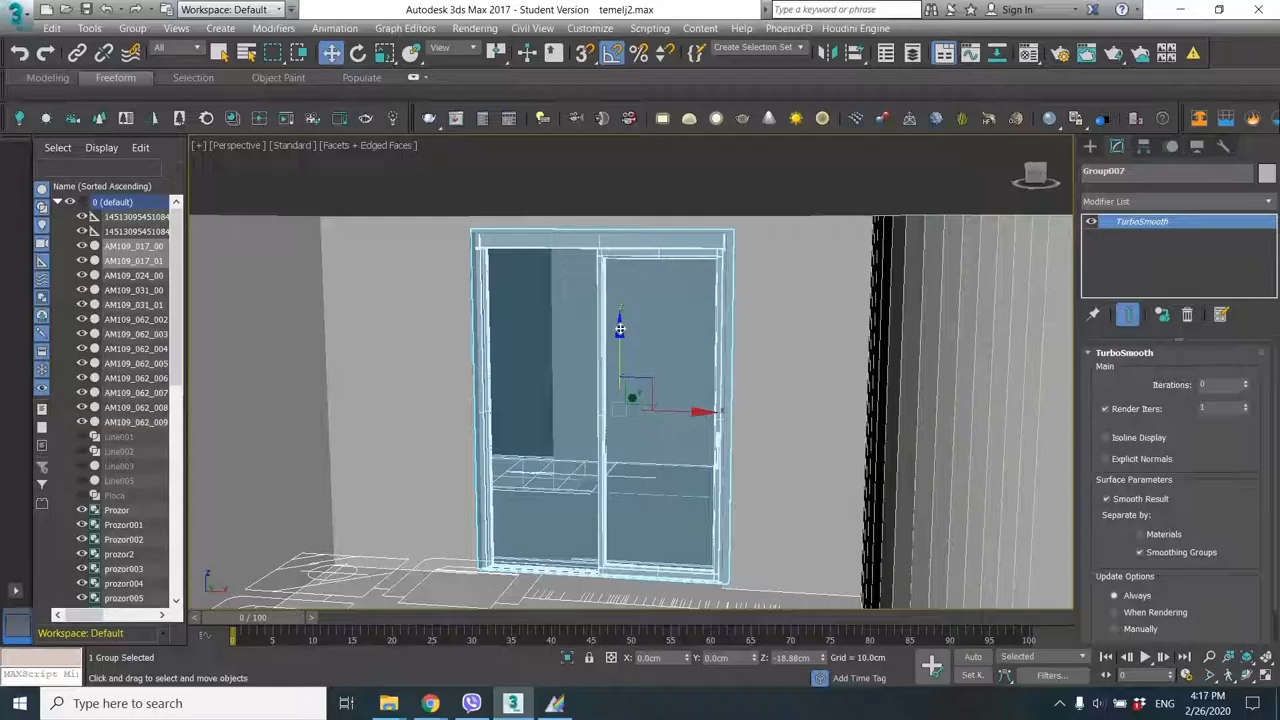 Workspace: Default
Autodesk 3ds Max 2017 - Student Version    temelj2.max
Type a keyword or phrase
Sign In
Edit Tools Group Views Create Modifiers Animation Graph Editors Rendering Civil View Customize Scripting Content Help PhoenixFD Houdini Engine
All
View
Create Selection Set
Modeling Freeform Selection Object Paint Populate
Select Display Edit
[+] [Perspective ] [Standard ] [Facets + Edged Faces ]
Group007
Name (Sorted Ascending)
Modifier List
0 (default)
14513095451084
TurboSmooth
14513095451084
AM109_017_00
AM109_017_01
AM109_024_00
AM109_031_00
AM109_031_01
AM109_062_002
AM109_062_003
AM109_062_004
AM109_062_005
AM109_062_006
AM109_062_007
AM109_062_008
AM109_062_009
Line001
Line002
Line003
Line005
Ploca
Prozor
Prozor001
Prozor002
prozor2
prozor003
prozor004
prozor005
TurboSmooth
Main
Iterations: 0
Render Iters: 1
Isoline Display
Explicit Normals
Surface Parameters
Smooth Result
Separate by:
Materials
Smoothing Groups
Update Options
Always
When Rendering
Manually
0 / 100
Workspace: Default
0 5 10 15 20 25 30 35 40 45 50 55 60 65 70 75 80 85 90 95 100
1 Group Selected
X: 0.0cm Y: 0.0cm Z: -18.88cm Grid = 10.0cm
Auto Selected
MAXScript Mi
Click and drag to select and move objects
Add Time Tag
Set K. Filters... 0
Type here to search
ENG
4:17 PM
2/26/2020